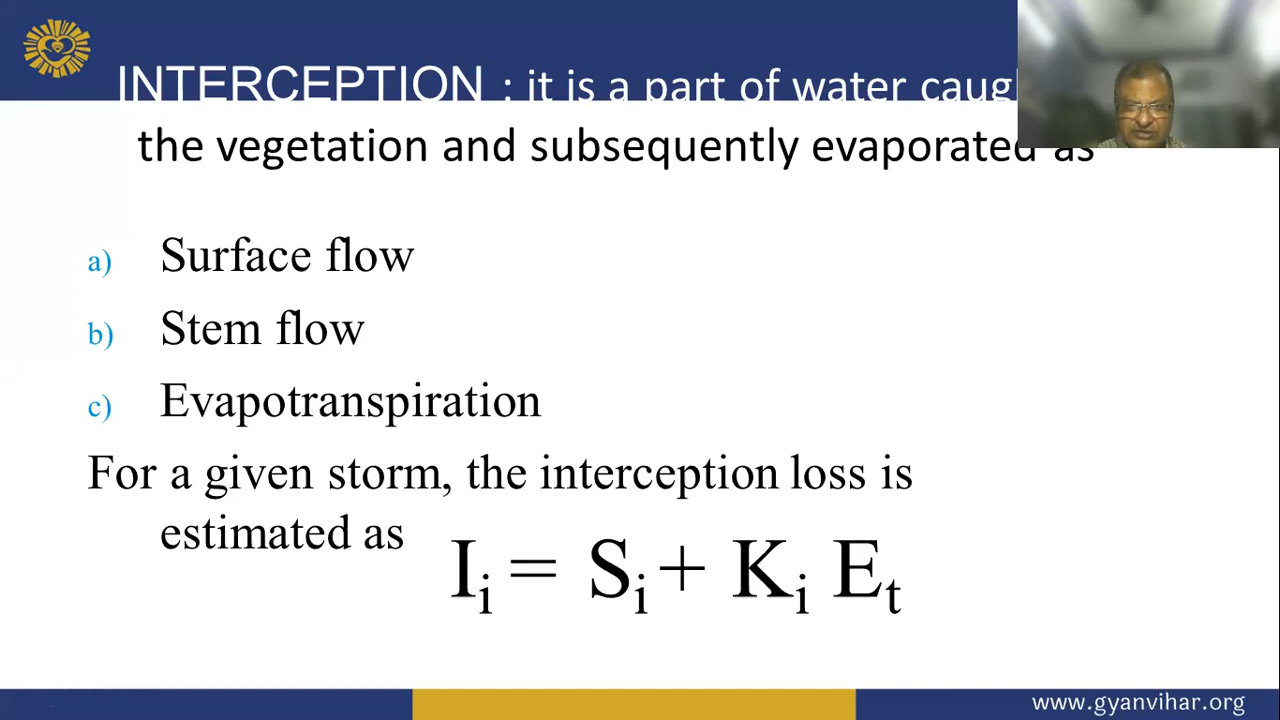 INTERCEPTION : it is a part of water
the vegetation and subsequently evaporated as
a) Surface flow
b) Stem flow
c) Evapotranspiration
For a given storm, the interception loss is
estimated as
Ii = Si + Ki Et
www.gyanvihar.org